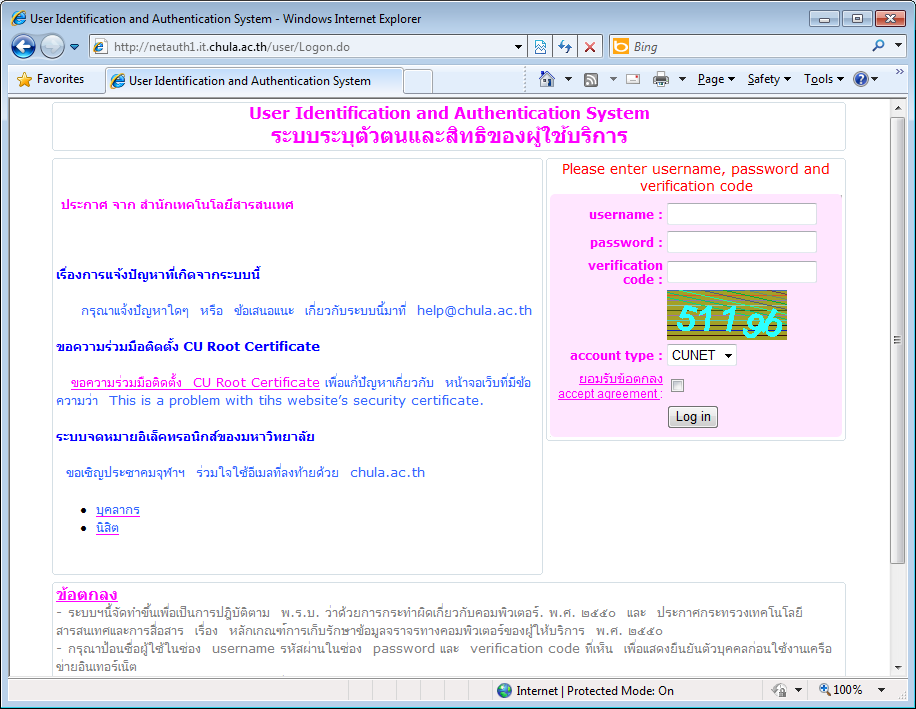 User Identification and Authentication System - Windows Internet Explorer
http://netauth1.it.chula.ac.th/user/Logon.do
Bing
Favorites
User Identification and Authentication System
Page
Safety
Tools
User Identification and Authentication System
ระบบระบุตัวตนและสิทธิของผู้ใช้บริการ
ประกาศ จาก สำนักเทคโนโลยีสารสนเทศ
เรื่องการแจ้งปัญหาที่เกิดจากระบบนี้
กรุณาแจ้งปัญหาใดๆ หรือ ข้อเสนอแนะ เกี่ยวกับระบบนี้มาที่ help@chula.ac.th
ขอความร่วมมือติดตั้ง CU Root Certificate
ขอความร่วมมือติดตั้ง CU Root Certificate เพื่อแก้ปัญหาเกี่ยวกับ หน้าจอเว็บที่มีข้อ
ความว่า This is a problem with tihs website's security certificate.
ระบบจดหมายอิเล็คทรอนิกส์ของมหาวิทยาลัย
ขอเชิญประชาคมจุฬาฯ ร่วมใจใช้อีเมลที่ลงท้ายด้วย chula.ac.th
บุคลากร
นิสิต
Please enter username, password and
verification code
username :
password :
verification
code :
51196
account type : CUNET
ยอมรับข้อตกลง
accept agreement :
Log in
ข้อตกลง
- ระบบฯนี้จัดทำขึ้นเพื่อเป็นการปฎิบัติตาม พ.ร.บ. ว่าด้วยการกระทำผิดเกี่ยวกับคอมพิวเตอร์. พ.ศ. ๒๕๕๐ และ ประกาศกระทรวงเทคโนโลยี
สารสนเทศและการสื่อสาร เรื่อง หลักเกณฑ์การเก็บรักษาข้อมูลจราจรทางคอมพิวเตอร์ของผู้ให้บริการ พ.ศ. ๒๕๕๐
- กรุณาป้อนชื่อผู้ใช้ในช่อง username รหัสผ่านในช่อง password และ verification code ที่เห็น เพื่อแสดงยืนยันตัวบุคคลก่อนใช้งานเครือ
ข่ายอินเทอร์เน็ต
Internet | Protected Mode: On
100%